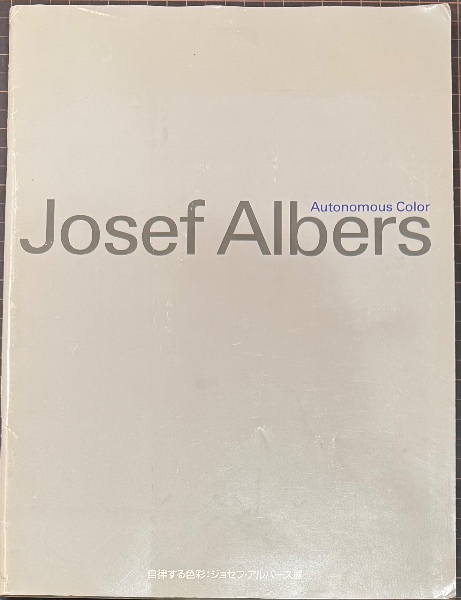 Autonomous Color
Josef Albers
自律する色彩:ジョセフ・アルバース展